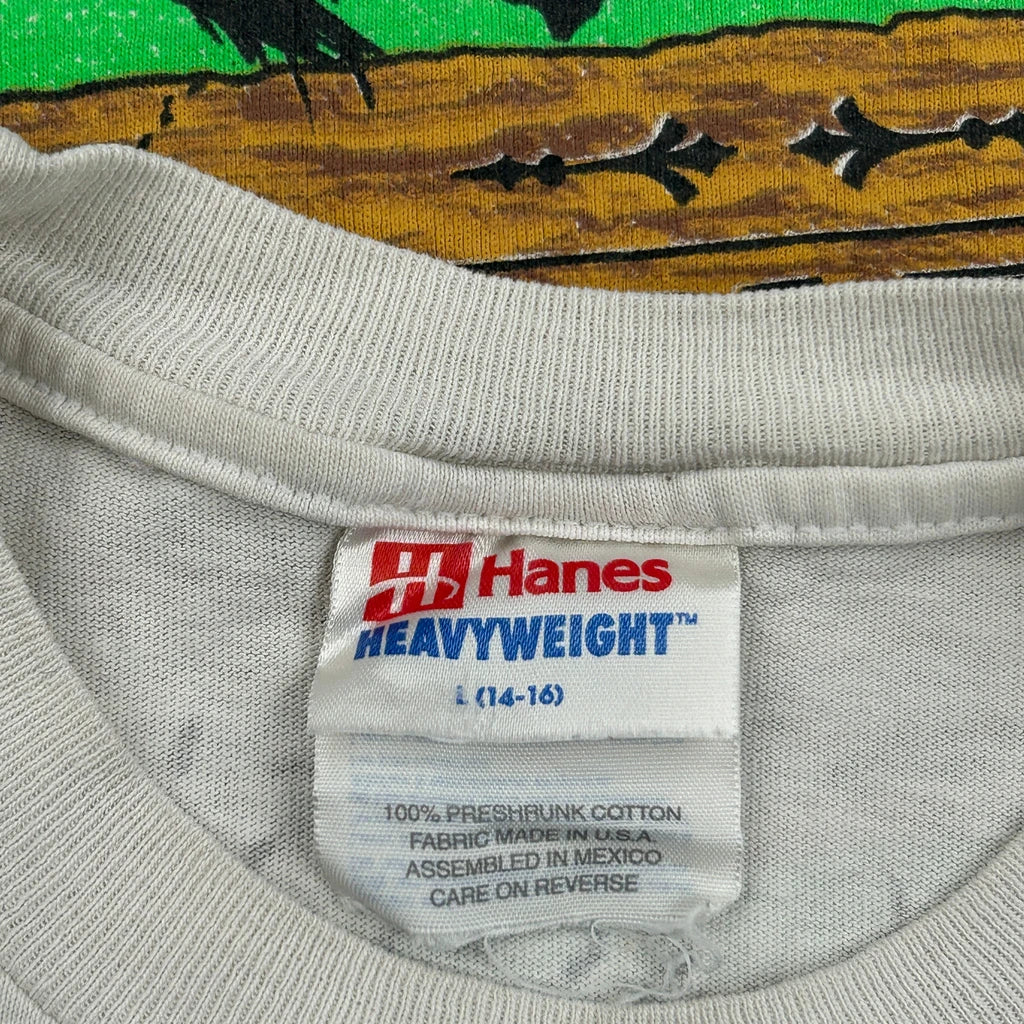 Hanes
HEAVYWEIGHT™
L (14-16)
100% PRESHRUNK COTTON
FABRIC MADE IN U.S.A.
ASSEMBLED IN MEXICO
CARE ON REVERSE